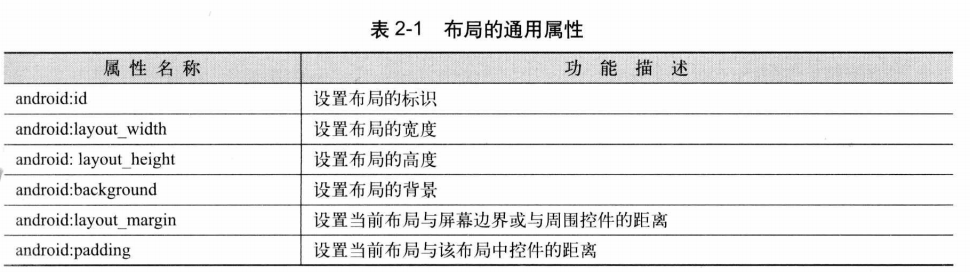 表 2-1 布局的通用属性
属 性 名 称 功 能 描 述
android:id 设置布局的标识
android:layout_width 设置布局的宽度
android: layout_height 设置布局的高度
android:background 设置布局的背景
android:layout_margin 设置当前布局与屏幕边界或与周围控件的距离
android:padding 设置当前布局与该布局中控件的距离